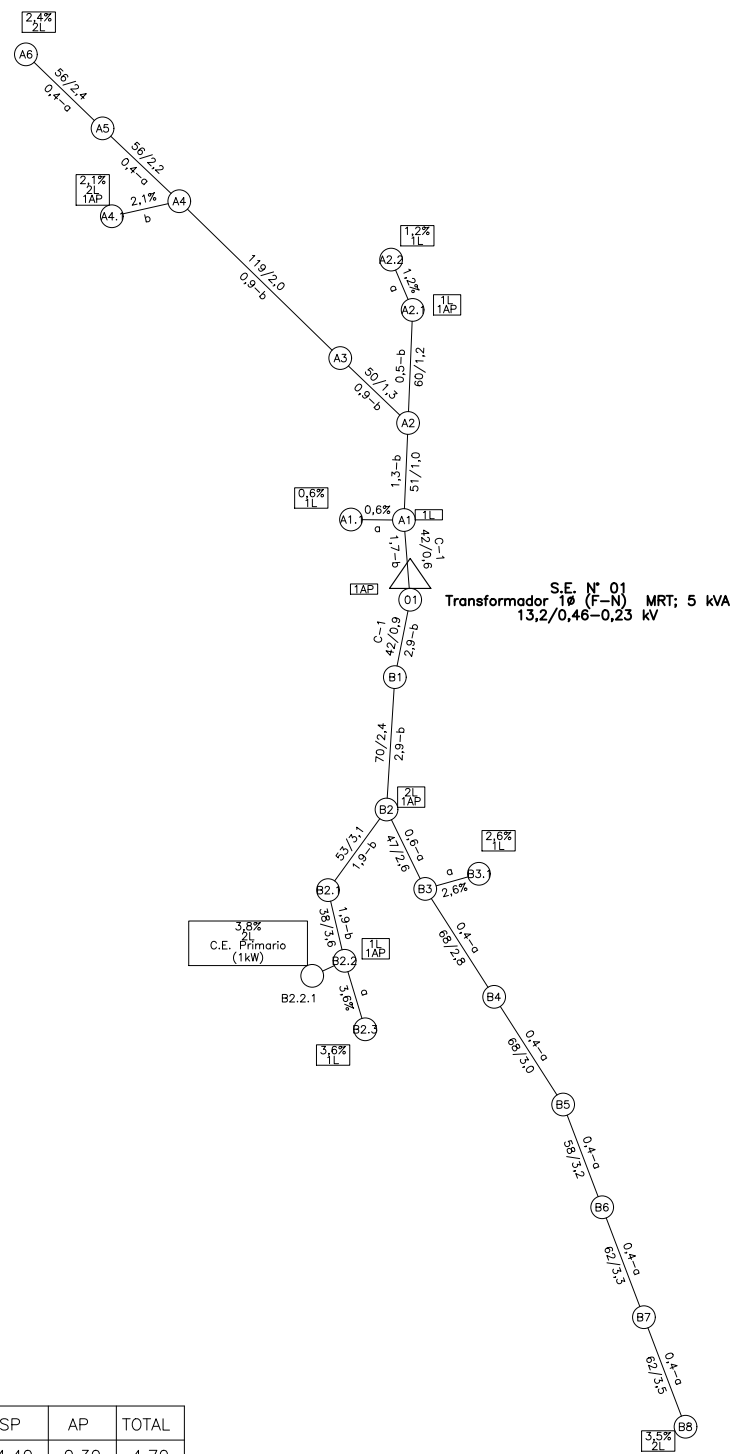 2,4%
2L
A6
56/2,4
0,4-a
A5
56/2,2
0,4-a
2,1%
2L
1AP
A4
A4.1
2,1%
b
119/2,0
0,9-b
1,2%
1L
A2.2
1,2%
a
A2.1
1L
1AP
0,5-b
60/1,2
A3
50/1,3
0,9-b
A2
1,3-b
51/1,0
0,6%
1L
A1.1
0,6%
a
A1
1L
C-1
42/0,6
1,7-b
1AP
01
S.E. N° 01
Transformador 1ø (F-N) MRT; 5 kVA
13,2/0,46-0,23 kV
C-1
42/0,9
2,9-b
B1
70/2,4
2,9-b
B2
2L
1AP
53/3,1
1,9-b
0,6-a
47/2,6
2,6%
1L
B2.1
B3
a
2,6%
B3.1
1,9-b
38/3,6
0,4-a
68/2,8
3,8%
2L
C.E. Primario
(1kW)
1L
1AP
B2.2
B2.2.1
3,6%
a
B2.3
3,6%
1L
B4
0,4-a
68/3,0
B5
0,4-a
58/3,2
B6
0,4-a
62/3,3
B7
0,4-a
62/3,5
B8
3,5%
2L
SP AP TOTAL
4,40 0,30 4,70